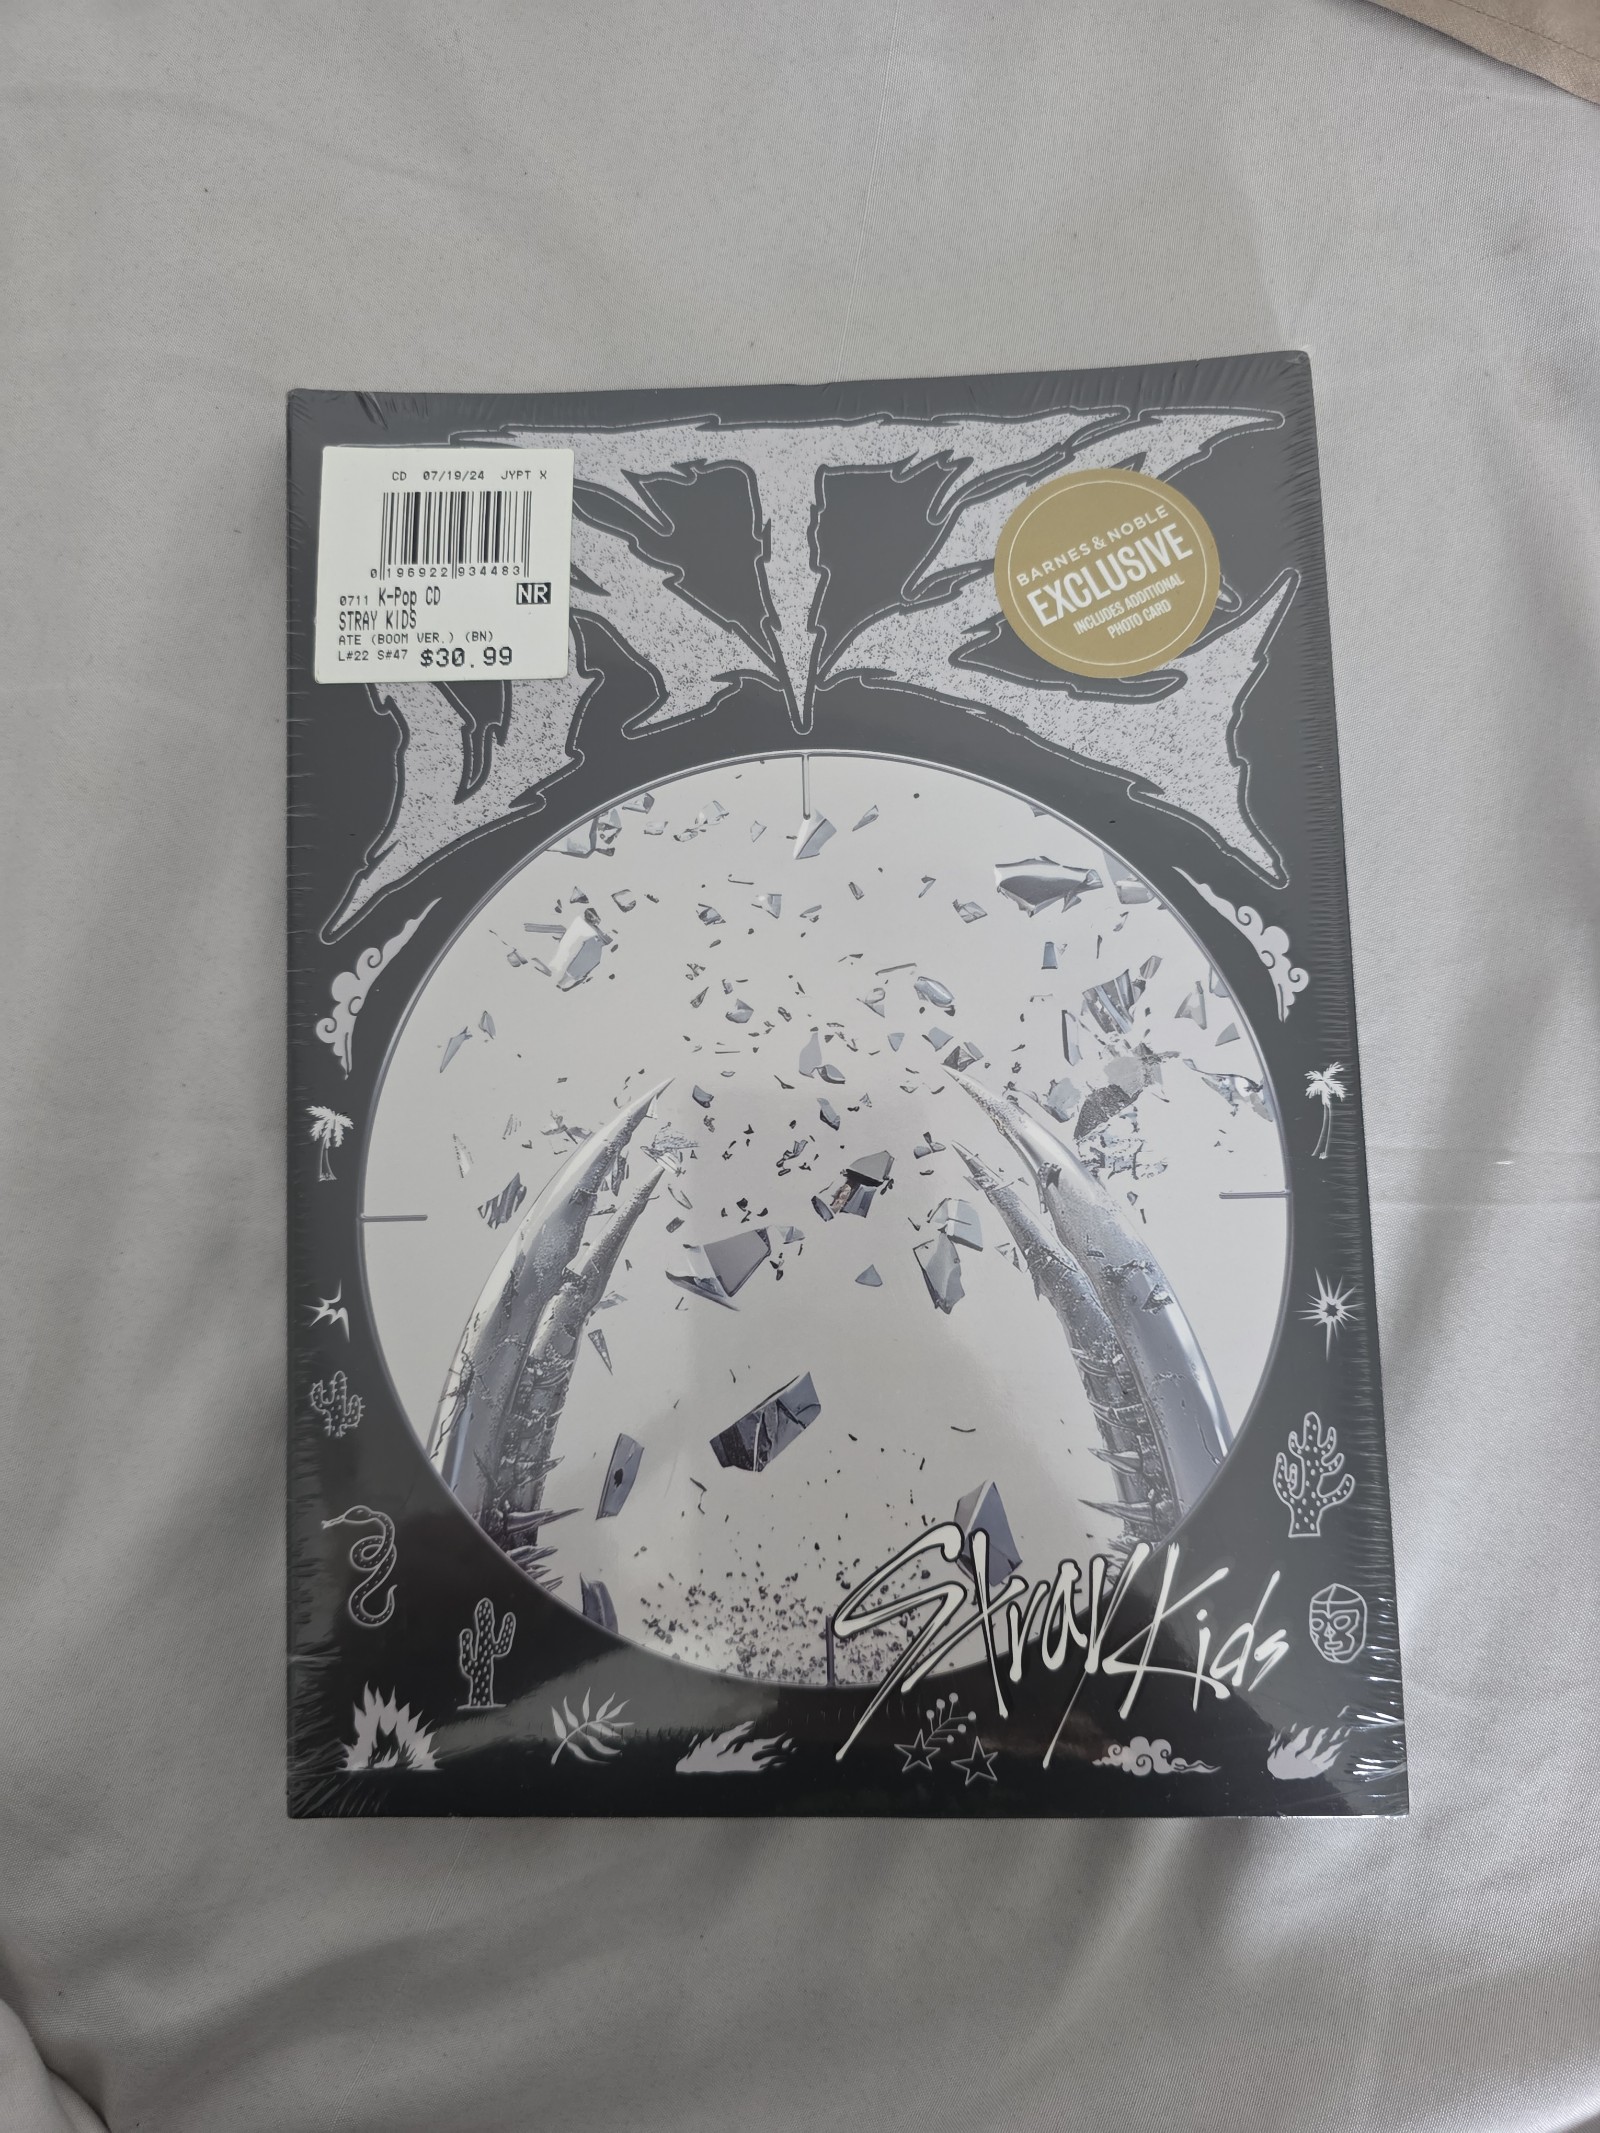 CD 07/19/24 JYPT X
0 196922 934483
0711 K-Pop CD NR
STRAY KIDS
ATE (BOOM VER.) (BN)
L#22 S#47 $30.99
BARNES & NOBLE
EXCLUSIVE
INCLUDES ADDITIONAL
PHOTO CARD
ATE
Stray Kids